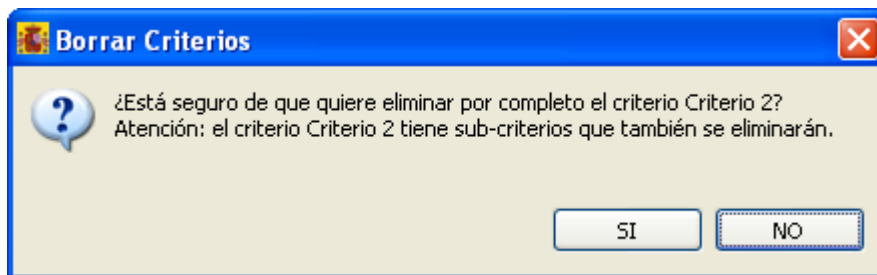 Borrar Criterios
¿Está seguro de que quiere eliminar por completo el criterio Criterio 2?
Atención: el criterio Criterio 2 tiene sub-criterios que también se eliminarán.
SI
NO